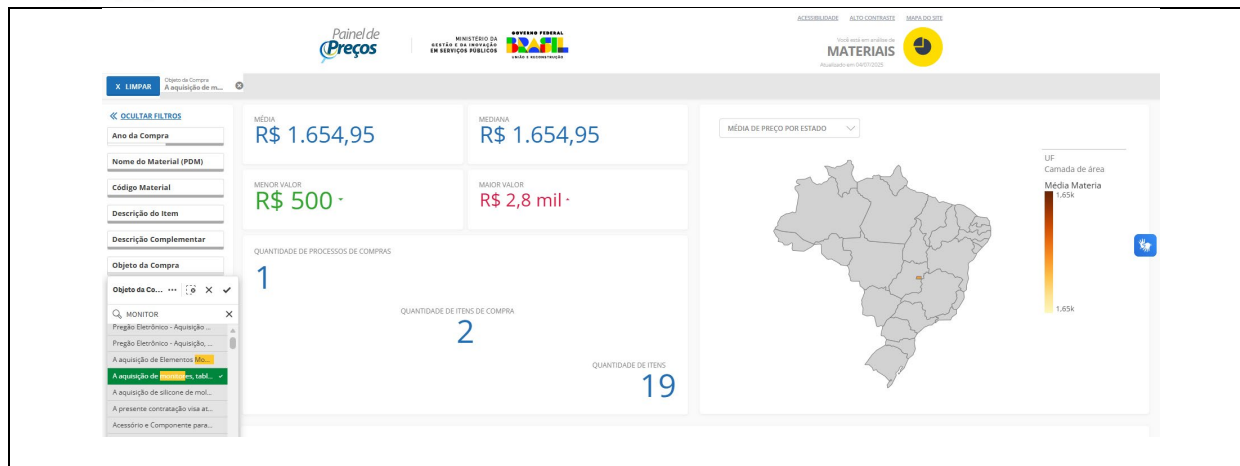 ACESSIBILIDADE ALTO CONTRASTE MAPA DO SITE
Painel de
Preços
MINISTÉRIO DA
GESTÃO E DA INOVAÇÃO
EM SERVIÇOS PÚBLICOS
GOVERNO FEDERAL
BRASIL
UNIÃO E RECONSTRUÇÃO
Você está em análise de
MATERIAIS
Atualizado em 04/07/2025
X LIMPAR
Objeto da Compra
A aquisição de m...
OCULTAR FILTROS
Ano da Compra
Nome do Material (PDM)
Código Material
Descrição do Item
Descrição Complementar
Objeto da Compra
Objeto da Co... ...
MONITOR
Pregão Eletrônico - Aquisição ...
Pregão Eletrônico - Aquisição, ...
A aquisição de Elementos Mo...
A aquisição de monitores, tabl...
A aquisição de silicone de mol...
A presente contratação visa at...
Acessório e Componente para...
MÉDIA
R$ 1.654,95
MEDIANA
R$ 1.654,95
MENOR VALOR
R$ 500
MAIOR VALOR
R$ 2,8 mil
QUANTIDADE DE PROCESSOS DE COMPRAS
1
QUANTIDADE DE ITENS DE COMPRA
2
QUANTIDADE DE ITENS
19
MÉDIA DE PREÇO POR ESTADO
UF
Camada de área
Média Materia
1.65k
1.65k